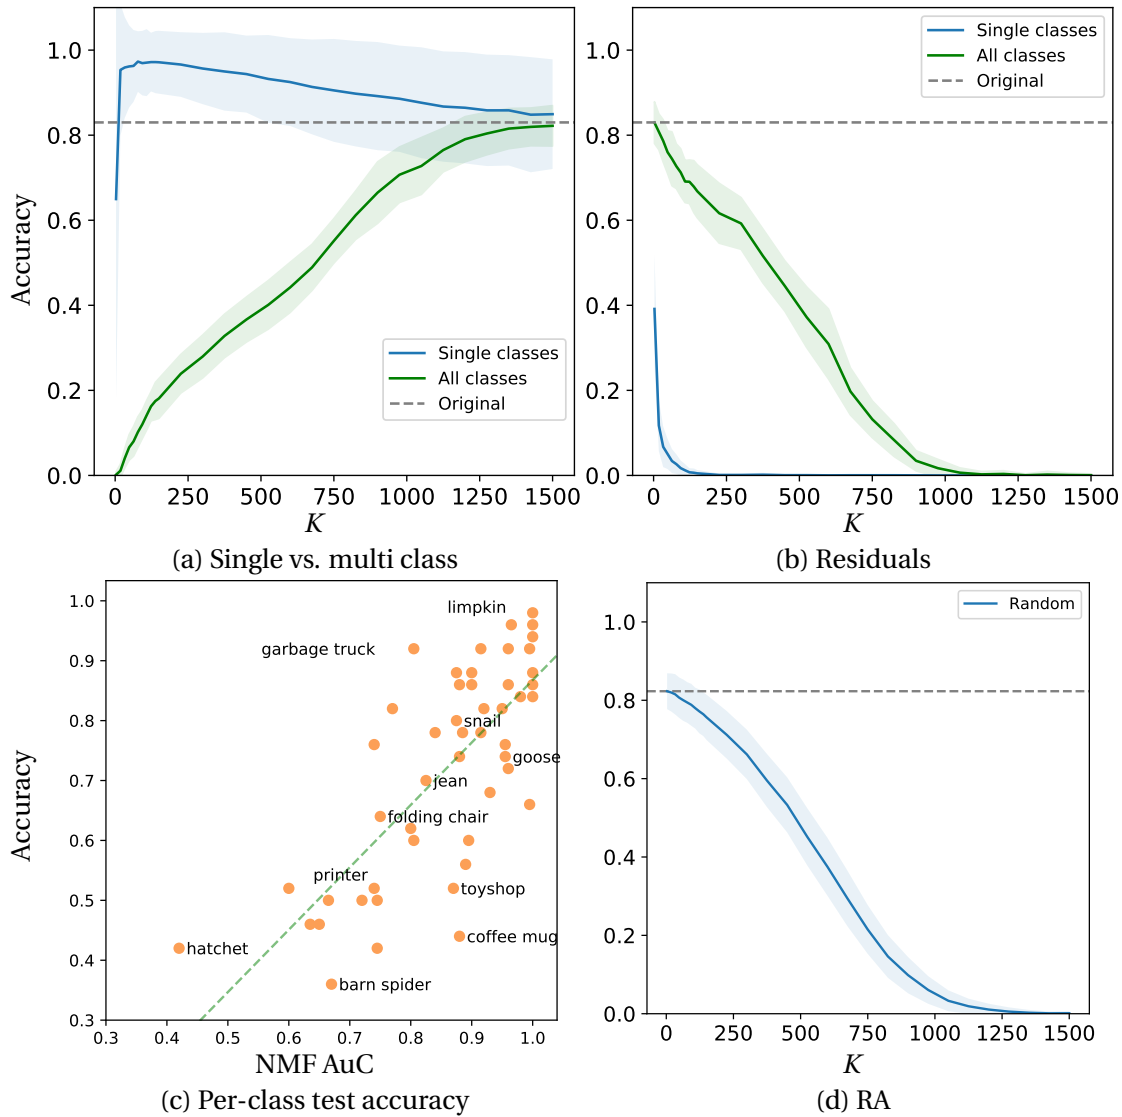 1.0
0.8
0.6
0.4
0.2
0.0
Accuracy
0
250
500
750
1000
1250
1500
K
Single classes
All classes
Original
(a) Single vs. multi class
1.0
0.8
0.6
0.4
0.2
0.0
0
250
500
750
1000
1250
1500
K
Single classes
All classes
Original
(b) Residuals
1.0
0.9
0.8
0.7
0.6
0.5
0.4
0.3
Accuracy
limpkin
garbage truck
snail
goose
jean
folding chair
printer
toyshop
coffee mug
hatchet
barn spider
0.3
0.4
0.5
0.6
0.7
0.8
0.9
1.0
NMF AuC
(c) Per-class test accuracy
1.0
0.8
0.6
0.4
0.2
0.0
Random
0
250
500
750
1000
1250
1500
K
(d) RA